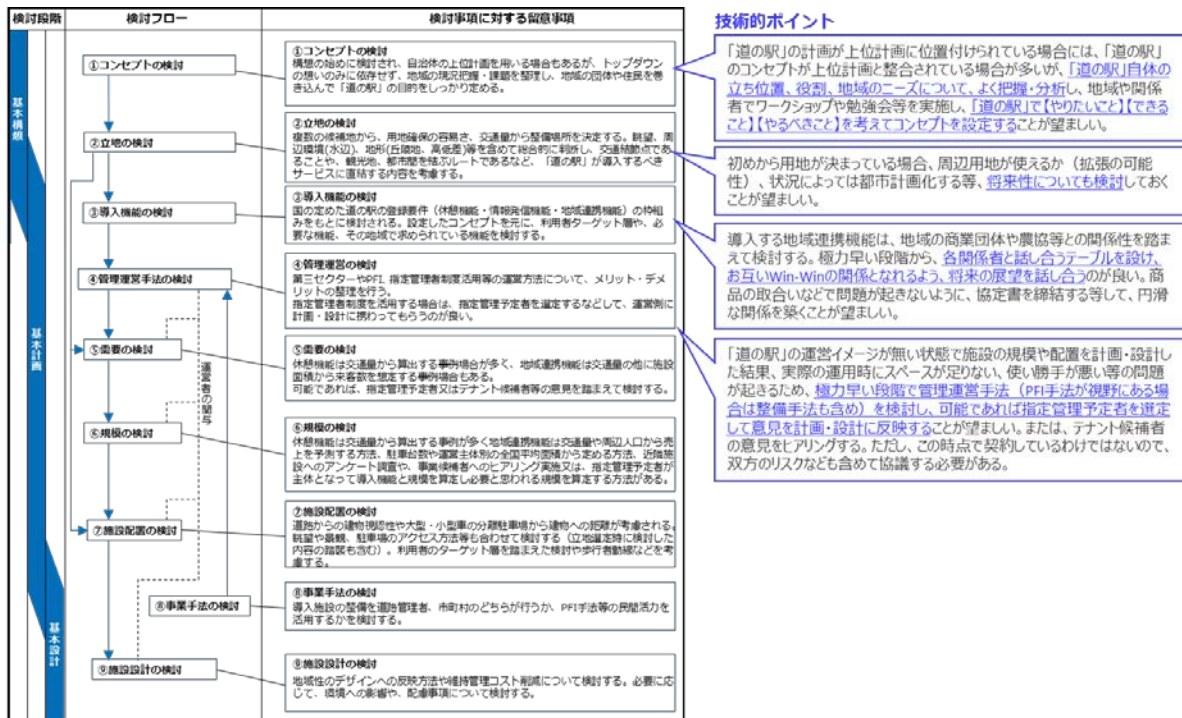 検討段階
検討フロー
検討事項に対する留意事項
技術的ポイント
基本構想
基本計画
基本設計
①コンセプトの検討
②立地の検討
③導入機能の検討
④管理運営手法の検討
⑤需要の検討
運営者の関与
⑥規模の検討
⑦施設配置の検討
⑧事業手法の検討
⑨施設設計の検討
①コンセプトの検討
構想の始めに検討され、自治体の上位計画を用いる場合もあるが、トップダウン
の想いのみに依存せず、地域の現況把握・課題を整理し、地域の団体や住民を巻
き込んで「道の駅」の目的をしっかり定める。
②立地の検討
複数の候補地から、用地確保の容易さ、交通量から整備場所を決定する。眺望、周
辺環境(水辺)、地形(丘陵地、高低差)等を含めて総合的に判断し、交通結節点で
あることや、観光地、都市間を結ぶルートであるなど、「道の駅」が導入するべき
サービスに直結する内容を考慮する。
③導入機能の検討
国の定めた道の駅の登録要件（休憩機能・情報発信機能・地域連携機能）の枠組
みをもとに検討される。設定したコンセプトを元に、利用者ターゲット層や、必
要な機能、その地域で求められている機能を検討する。
④管理運営の検討
第三セクターやPFI、指定管理者制度活用等の運営方法について、メリット・デメ
リットの整理を行う。
指定管理者制度を活用する場合は、指定管理予定者を選定するなどして、運営側に
計画・設計に携わってもらうのが良い。
⑤需要の検討
休憩機能は交通量から算出する事例場合が多く、地域連携機能は交通量の他に施設
面積から来客数を想定する事例場合もある。
可能であれば、指定管理予定者又はテナント候補者等の意見を踏まえて検討する。
⑥規模の検討
休憩機能は交通量から算出する事例が多く地域連携機能は交通量や周辺人口から売
上を予測する方法、駐車台数や運営主体別の全国平均面積から定める方法、近隣施
設へのアンケート調査や、事業候補者へのヒアリング実施又は、指定管理予定者が
主体となって導入機能と規模を算定し必要と思われる規模を算定する方法がある。
⑦施設配置の検討
道路からの建物視認性や大型・小型車の分離駐車場から建物への距離が考慮される。
眺望や景観、駐車場のアクセス方法等も合わせて検討する（立地選定時に検討した
内容の踏襲も含む）。利用者のターゲット層を踏まえた検討や歩行者動線などを考
慮する。
⑧事業手法の検討
導入施設の整備を道路管理者、市町村のどちらが行うか、PFI手法等の民間活力を
活用するかを検討する。
⑨施設設計の検討
地域性のデザインへの反映方法や維持管理コスト削減について検討する。必要に応
じて、環境への影響や、配慮事項について検討する。
「道の駅」の計画が上位計画に位置付けられている場合には、「道の駅」
のコンセプトが上位計画と整合されている場合が多いが、「道の駅」自体の
立ち位置、役割、地域のニーズについて、よく把握・分析し、地域や関係
者でワークショップや勉強会等を実施し、「道の駅」で【やりたいこと】【できる
こと】【やるべきこと】を考えてコンセプトを設定することが望ましい。
初めから用地が決まっている場合、周辺用地が使えるか（拡張の可能
性）、状況によっては都市計画化する等、将来性についても検討しておく
ことが望ましい。
導入する地域連携機能は、地域の商業団体や農協等との関係性を踏ま
えて検討する。極力早い段階から、各関係者と話し合うテーブルを設け、
お互いWin-Winの関係となれるよう、将来の展望を話し合うのが良い。商
品の取合いなどで問題が起きないように、協定書を締結する等して、円滑
な関係を築くことが望ましい。
「道の駅」の運営イメージが無い状態で施設の規模や配置を計画・設計し
た結果、実際の運用時にスペースが足りない、使い勝手が悪い等の問題
が起きるため、極力早い段階で管理運営手法（PFI手法が視野にある場
合は整備手法も含め）を検討し、可能であれば指定管理予定者を選定
して意見を計画・設計に反映することが望ましい。または、テナント候補者
の意見をヒアリングする。ただし、この時点で契約しているわけではないので、
双方のリスクなども含めて協議する必要がある。